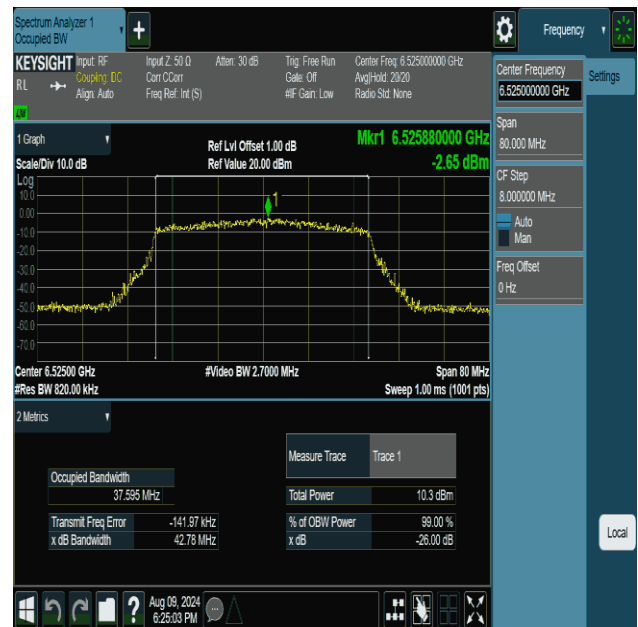 Spectrum Analyzer 1
Occupied BW
+
Frequency
KEYSIGHT
RL
Input: RF
Coupling: DC
Align: Auto
Input Z: 50 Ω
Corr CCorr
Freq Ref: Int (S)
Atten: 30 dB
Trig: Free Run
Gate: Off
#IF Gain: Low
Center Freq: 6.525000000 GHz
Avg|Hold: 20/20
Radio Std: None
Center Frequency
6.525000000 GHz
Settings
Span
80.000 MHz
CF Step
8.000000 MHz
Auto
Man
Freq Offset
0 Hz
1 Graph
Scale/Div 10.0 dB
Ref Lvl Offset 1.00 dB
Ref Value 20.00 dBm
Mkr1 6.525880000 GHz
-2.65 dBm
Log
10.0
0.00
-10.0
-20.0
-30.0
-40.0
-50.0
-60.0
-70.0
1
Center 6.52500 GHz
#Res BW 820.00 kHz
#Video BW 2.7000 MHz
Span 80 MHz
Sweep 1.00 ms (1001 pts)
2 Metrics
Measure Trace Trace 1
Occupied Bandwidth
37.595 MHz
Total Power 10.3 dBm
Transmit Freq Error -141.97 kHz
% of OBW Power 99.00 %
x dB Bandwidth 42.78 MHz
x dB -26.00 dB
Local
?
Aug 09, 2024
6:25:03 PM